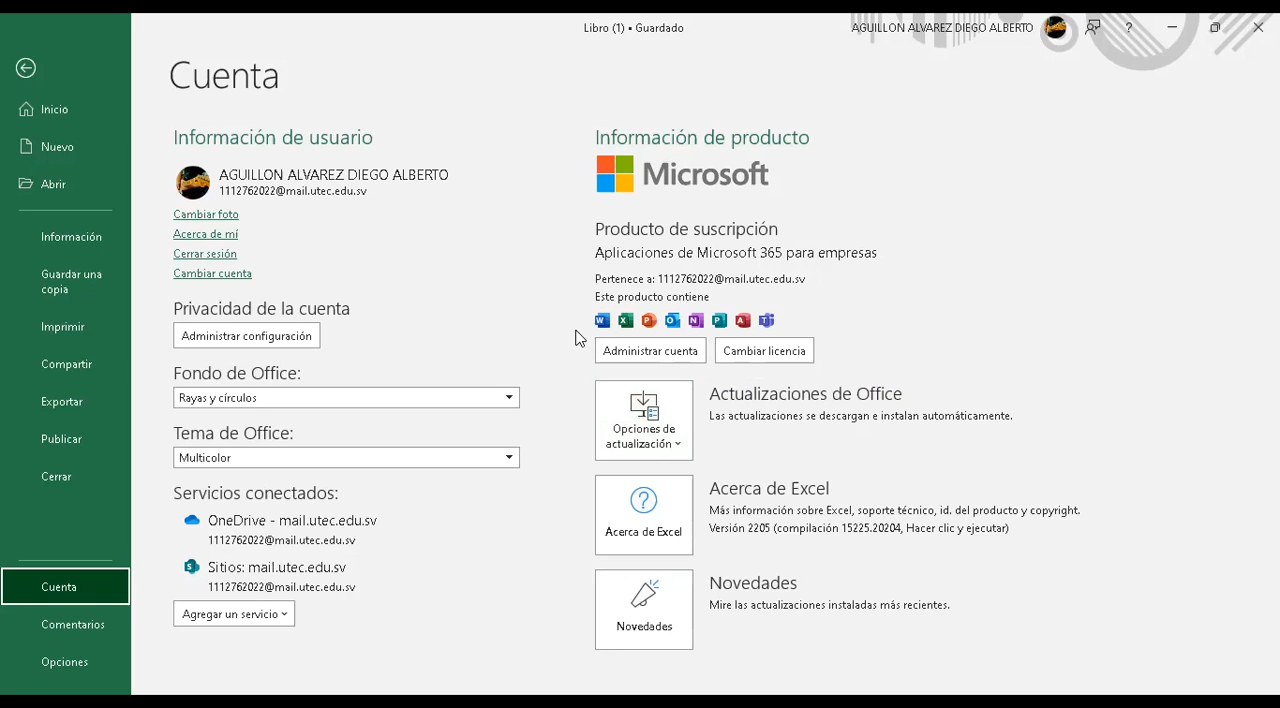 Libro (1) • Guardado
AGUILLON ALVAREZ DIEGO ALBERTO
?
Cuenta
Inicio
Nuevo
Abrir
Información
Guardar una
copia
Imprimir
Compartir
Exportar
Publicar
Cerrar
Cuenta
Comentarios
Opciones
Información de usuario
AGUILLON ALVAREZ DIEGO ALBERTO
1112762022@mail.utec.edu.sv
Cambiar foto
Acerca de mí
Cerrar sesión
Cambiar cuenta
Privacidad de la cuenta
Administrar configuración
Fondo de Office:
Rayas y círculos
Tema de Office:
Multicolor
Servicios conectados:
OneDrive - mail.utec.edu.sv
1112762022@mail.utec.edu.sv
Sitios: mail.utec.edu.sv
1112762022@mail.utec.edu.sv
Agregar un servicio
Información de producto
Microsoft
Producto de suscripción
Aplicaciones de Microsoft 365 para empresas
Pertenece a: 1112762022@mail.utec.edu.sv
Este producto contiene
Administrar cuenta
Cambiar licencia
Opciones de
actualización
Actualizaciones de Office
Las actualizaciones se descargan e instalan automáticamente.
Acerca de Excel
Acerca de Excel
Más información sobre Excel, soporte técnico, id. del producto y copyright.
Versión 2205 (compilación 15225.20204, Hacer clic y ejecutar)
Novedades
Novedades
Mire las actualizaciones instaladas más recientes.